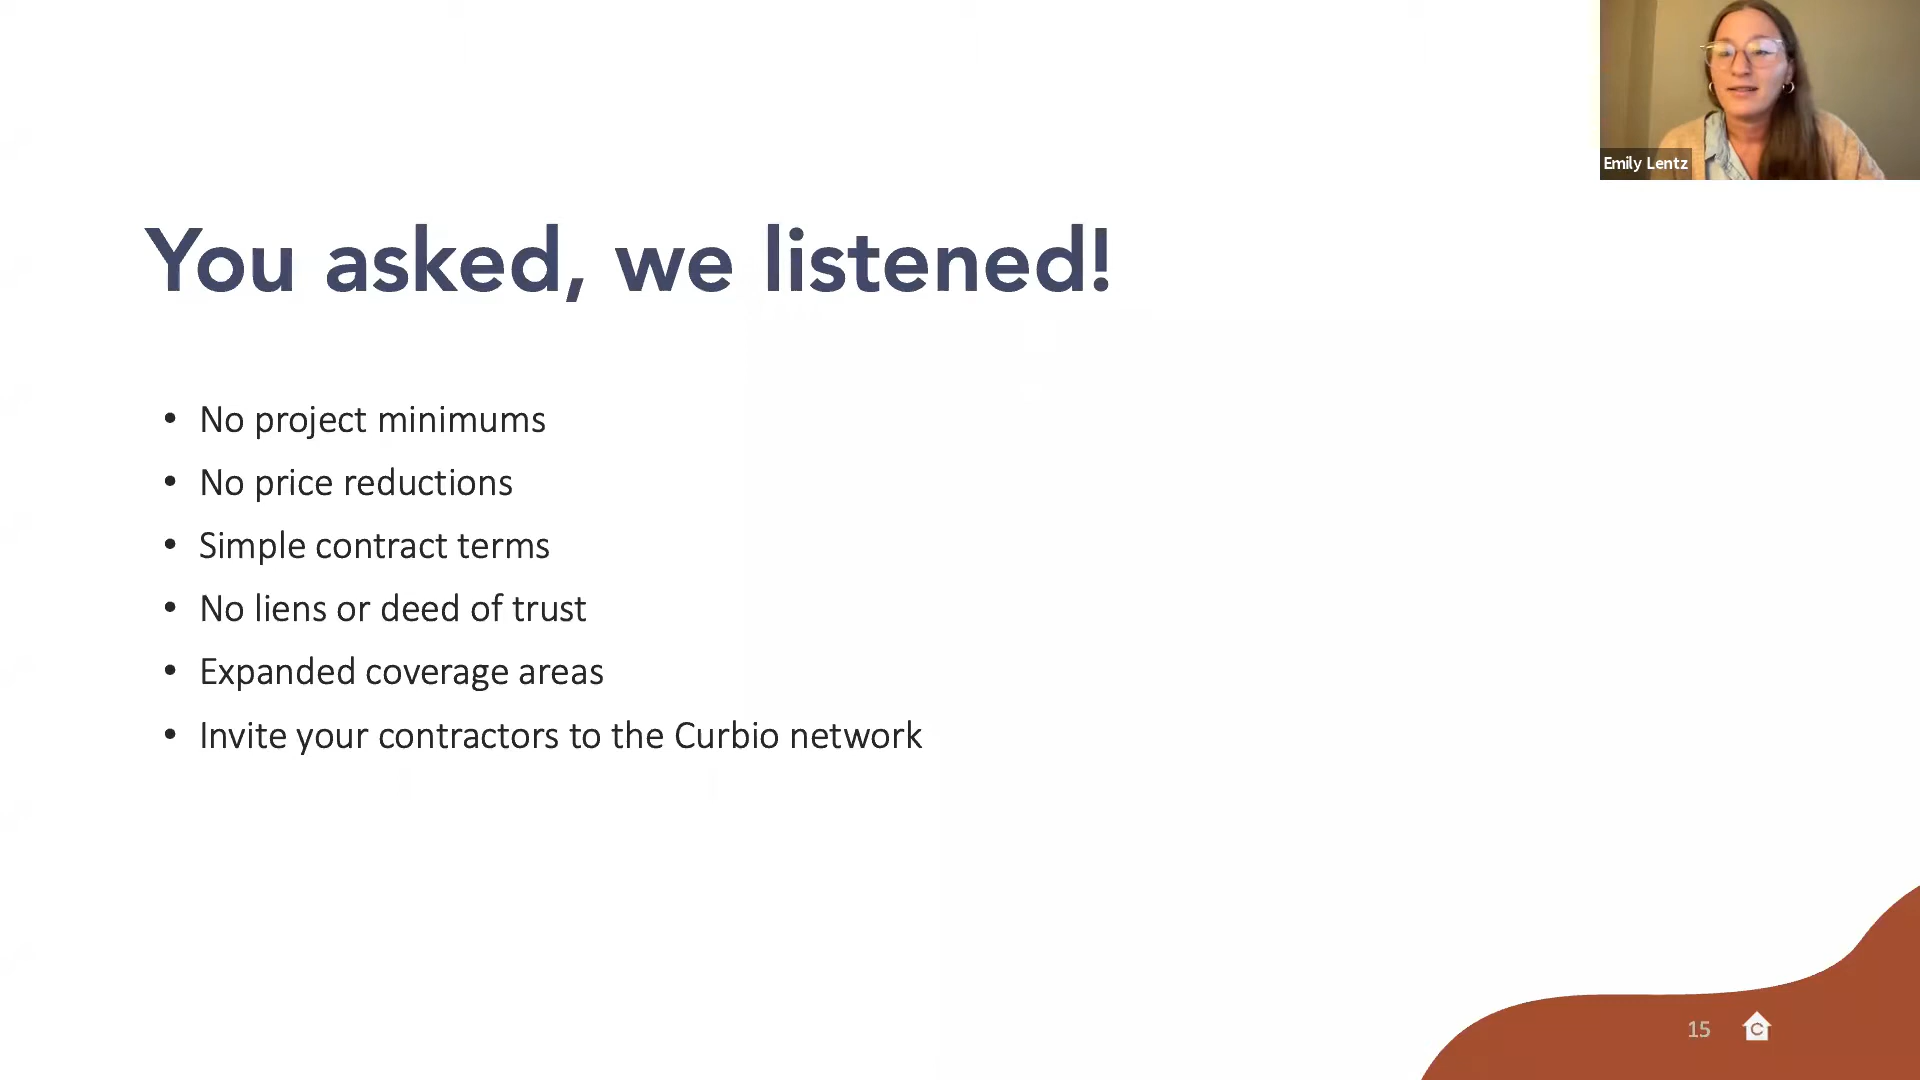 Emily Lentz
You asked, we listened!
• No project minimums
• No price reductions
• Simple contract terms
• No liens or deed of trust
• Expanded coverage areas
• Invite your contractors to the Curbio network
15
C